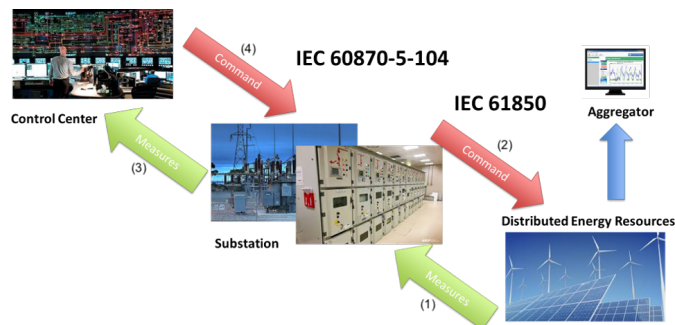 (4)
Command
IEC 60870-5-104
IEC 61850
Control Center
Aggregator
Measures
(3)
(2)
Command
Substation
Distributed Energy Resources
Measures
(1)